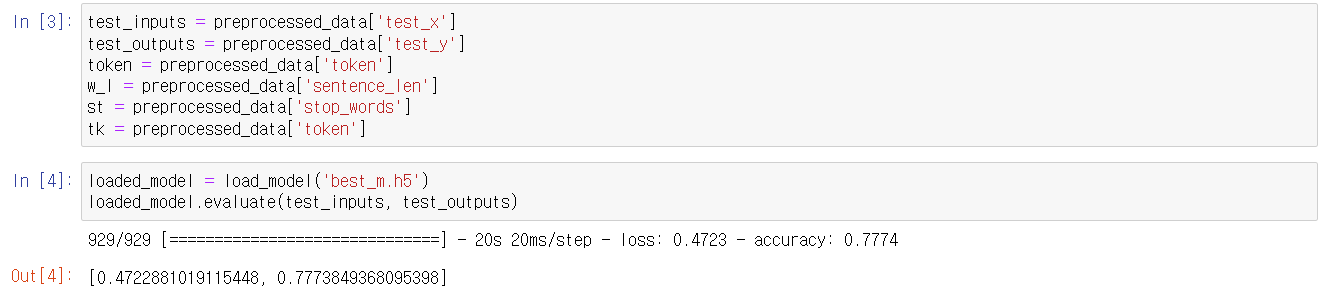 In [3]:
test_inputs = preprocessed_data['test_x']
test_outputs = preprocessed_data['test_y']
token = preprocessed_data['token']
w_l = preprocessed_data['sentence_len']
st = preprocessed_data['stop_words']
tk = preprocessed_data['token']
In [4]:
loaded_model = load_model('best_m.h5')
loaded_model.evaluate(test_inputs, test_outputs)
929/929 [==============================] - 20s 20ms/step - loss: 0.4723 - accuracy: 0.7774
Out[4]:
[0.4722881019115448, 0.7773849368095398]